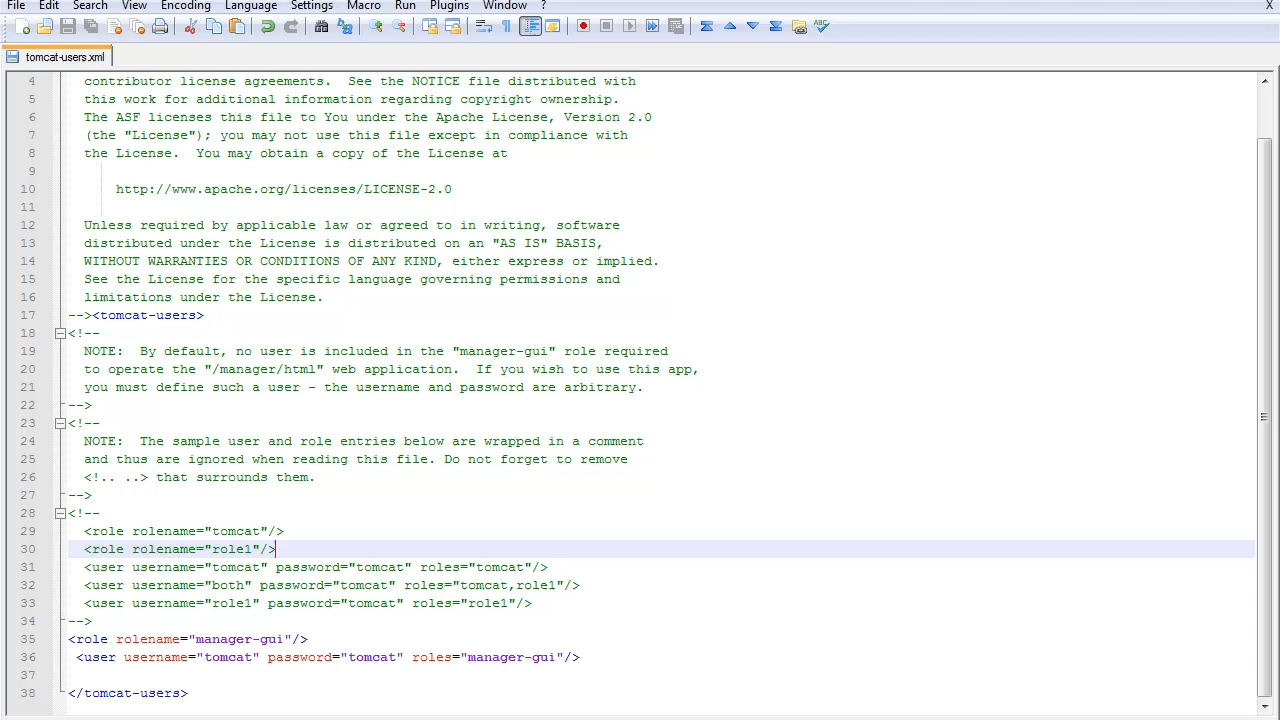 File Edit Search View Encoding Language Settings Macro Run Plugins Window ? X
tomcat-users.xml
4 contributor license agreements.  See the NOTICE file distributed with
5 this work for additional information regarding copyright ownership.
6 The ASF licenses this file to You under the Apache License, Version 2.0
7 (the "License"); you may not use this file except in compliance with
8 the License.  You may obtain a copy of the License at
9
10 http://www.apache.org/licenses/LICENSE-2.0
11
12 Unless required by applicable law or agreed to in writing, software
13 distributed under the License is distributed on an "AS IS" BASIS,
14 WITHOUT WARRANTIES OR CONDITIONS OF ANY KIND, either express or implied.
15 See the License for the specific language governing permissions and
16 limitations under the License.
17 --><tomcat-users>
18 <!--
19 NOTE:  By default, no user is included in the "manager-gui" role required
20 to operate the "/manager/html" web application.  If you wish to use this app,
21 you must define such a user - the username and password are arbitrary.
22 -->
23 <!--
24 NOTE:  The sample user and role entries below are wrapped in a comment
25 and thus are ignored when reading this file. Do not forget to remove
26 <!.. ..> that surrounds them.
27 -->
28 <!--
29 <role rolename="tomcat"/>
30 <role rolename="role1"/>
31 <user username="tomcat" password="tomcat" roles="tomcat"/>
32 <user username="both" password="tomcat" roles="tomcat,role1"/>
33 <user username="role1" password="tomcat" roles="role1"/>
34 -->
35 <role rolename="manager-gui"/>
36 <user username="tomcat" password="tomcat" roles="manager-gui"/>
37
38 </tomcat-users>